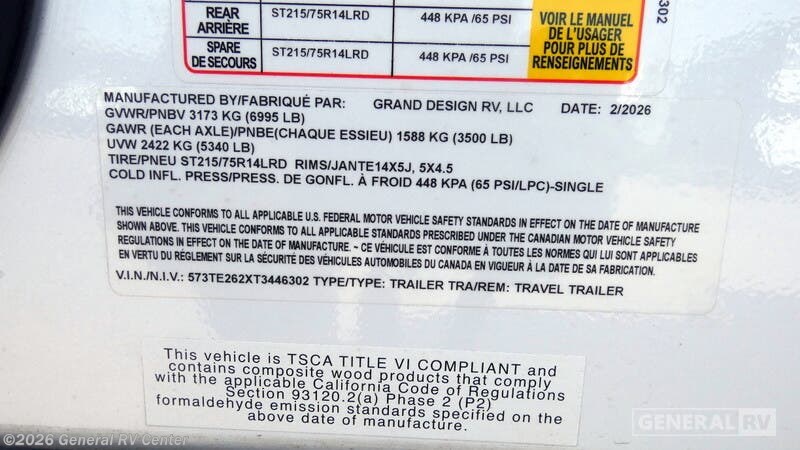 REAR
ARRIÈRE
ST215/75R14LRD
448 KPA /65 PSI
SPARE
DE SECOURS
ST215/75R14LRD
448 KPA /65 PSI
VOIR LE MANUEL
DE L'USAGER
POUR PLUS DE
RENSEIGNEMENTS
302
MANUFACTURED BY/FABRIQUÉ PAR: GRAND DESIGN RV, LLC DATE: 2/2026
GVWR/PNBV 3173 KG (6995 LB)
GAWR (EACH AXLE)/PNBE(CHAQUE ESSIEU) 1588 KG (3500 LB)
UVW 2422 KG (5340 LB)
TIRE/PNEU ST215/75R14LRD RIMS/JANTE14X5J, 5X4.5
COLD INFL. PRESS/PRESS. DE GONFL. À FROID 448 KPA (65 PSI/LPC)-SINGLE
THIS VEHICLE CONFORMS TO ALL APPLICABLE U.S. FEDERAL MOTOR VEHICLE SAFETY STANDARDS IN EFFECT ON THE DATE OF MANUFACTURE
SHOWN ABOVE. THIS VEHICLE CONFORMS TO ALL APPLICABLE STANDARDS PRESCRIBED UNDER THE CANADIAN MOTOR VEHICLE SAFETY
REGULATIONS IN EFFECT ON THE DATE OF MANUFACTURE. ~ CE VÉHICULE EST CONFORME À TOUTES LES NORMES QUI LUI SONT APPLICABLES
EN VERTU DU RÈGLEMENT SUR LA SÉCURITÉ DES VÉHICULES AUTOMOBILES DU CANADA EN VIGUEUR À LA DATE DE SA FABRICATION.
V.I.N./N.I.V.: 573TE262XT3446302 TYPE/TYPE: TRAILER TRA/REM: TRAVEL TRAILER
This vehicle is TSCA TITLE VI COMPLIANT and
contains composite wood products that comply
with the applicable California Code of Regulations
Section 93120.2(a) Phase 2 (P2)
formaldehyde emission standards specified on the
above date of manufacture.
GENERAL RV
©2026 General RV Center